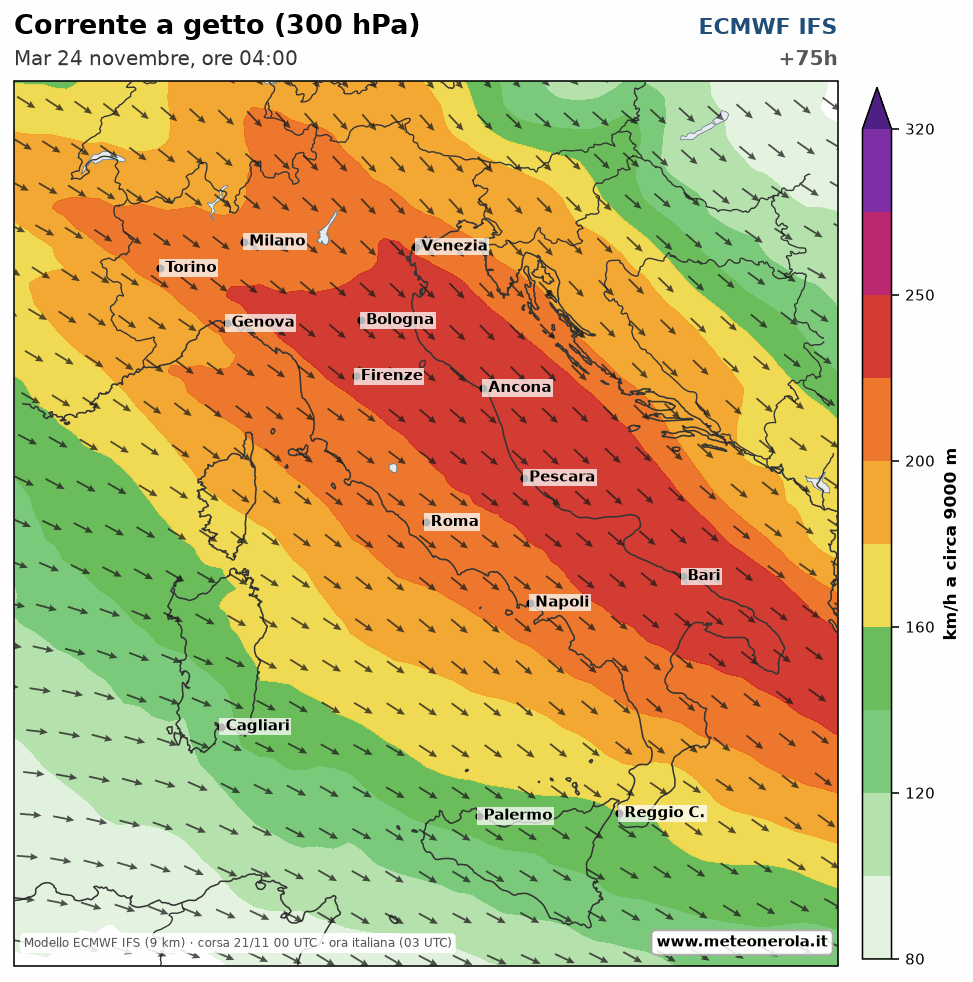 Corrente a getto (300 hPa)
ECMWF IFS
Mar 24 novembre, ore 04:00
+75h
320
Milano
Venezia
Torino
250
Genova
Bologna
Firenze
Ancona
200
Pescara
Roma
Bari
Napoli
160
Cagliari
120
Palermo
Reggio C.
80
km/h a circa 9000 m
Modello ECMWF IFS (9 km) · corsa 21/11 00 UTC · ora italiana (03 UTC)
www.meteonerola.it